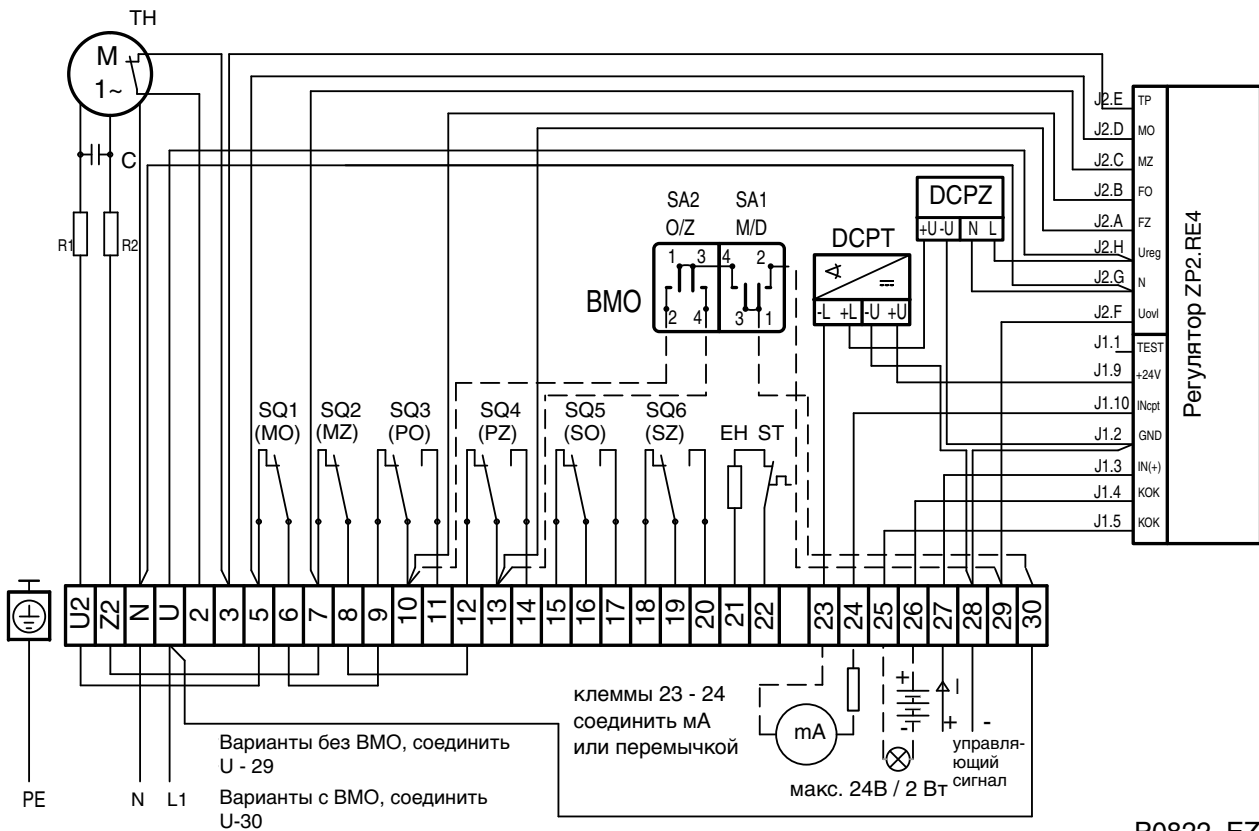 TH
M
1~
C
R1
R2
J2.E
TP
J2.D
MO
J2.C
MZ
J2.B
FO
J2.A
FZ
J2.H
Ureg
J2.G
N
J2.F
Uovl
J1.1
TEST
J1.9
+24V
J1.10
INcpt
J1.2
GND
J1.3
IN(+)
J1.4
KOK
J1.5
KOK
Регулятор ZP2.RE4
SA2
O/Z
SA1
M/D
BMO
1 3 4 2
2 4 3 1
DCPZ
+U -U N L
DCPT
-L +L -U +U
SQ1
(MO)
SQ2
(MZ)
SQ3
(PO)
SQ4
(PZ)
SQ5
(SO)
SQ6
(SZ)
EH ST
U2 Z2 N U 2 3 5 6 7 8 9 10 11 12 13 14 15 16 17 18 19 20 21 22 23 24 25 26 27 28 29 30
PE
N
L1
Варианты без ВМО, соединить
U - 29
Варианты с ВМО, соединить
U-30
клеммы 23 - 24
соединить мА
или перемычкой
mA
+
-
I
+
-
управля-
ющий
сигнал
макс. 24В / 2 Вт